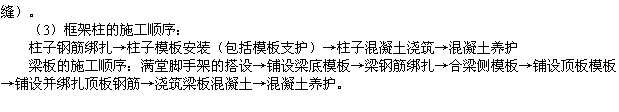 缝）。
（3）框架柱的施工顺序：
柱子钢筋绑扎→柱子模板安装（包括模板支护）→柱子混凝土浇筑→混凝土养护
梁板的施工顺序：满堂脚手架的搭设→铺设梁底模板→梁钢筋绑扎→合梁侧模板→铺设顶板模板
→铺设并绑扎顶板钢筋→浇筑梁板混凝土→混凝土养护。